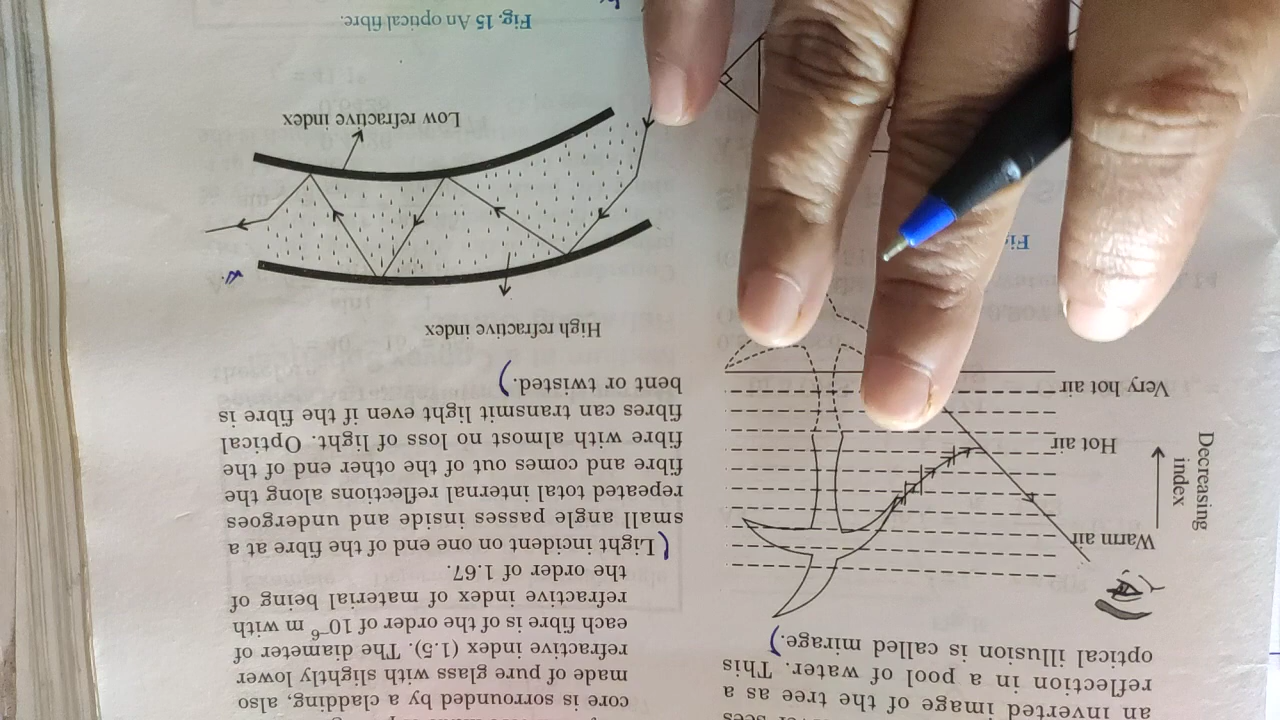 an inverted image of the tree as a
reflection in a pool of water. This
optical illusion is called mirage.
Warm air
Decreasing
index
Hot air
Very hot air
core is sorrounded by a cladding, also
made of pure glass with slightly lower
refractive index (1.5). The diameter of
each fibre is of the order of 10⁻⁶ m with
refractive index of material being of
the order of 1.67.
(Light incident on one end of the fibre at a
small angle passes inside and undergoes
repeated total internal reflections along the
fibre and comes out of the other end of the
fibre with almost no loss of light. Optical
fibres can transmit light even if the fibre is
bent or twisted.)
High refractive index
Low refractive index
Fig. 15 An optical fibre.